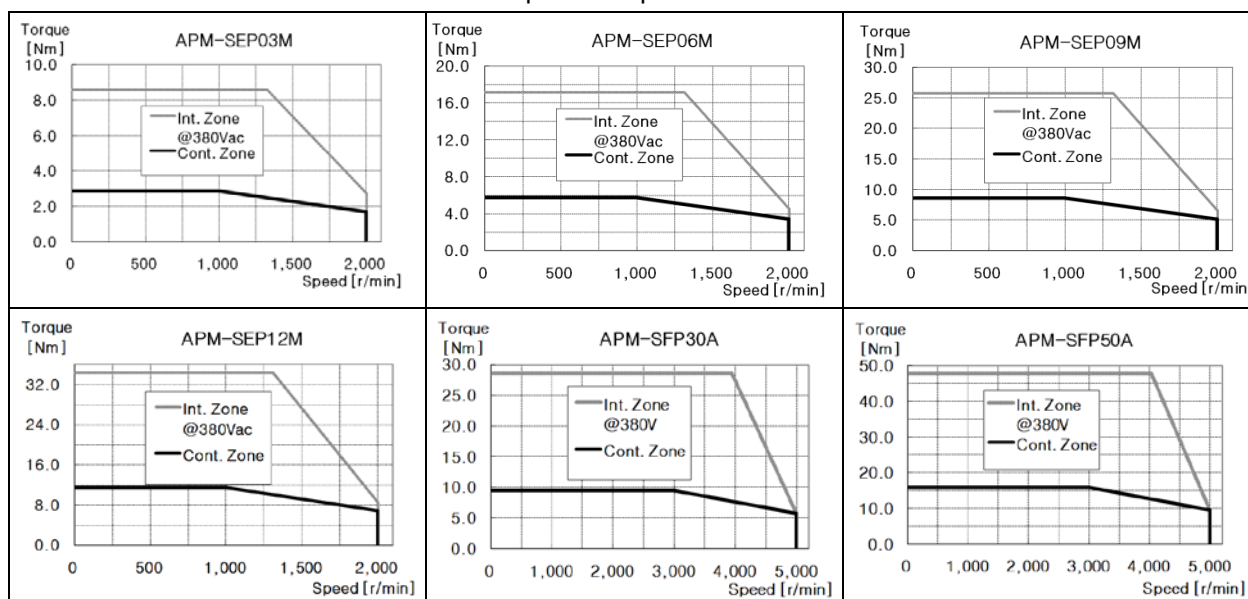 Torque
[Nm]
APM-SEP03M
10.0
8.0
6.0
4.0
2.0
0.0
Int. Zone
@380Vac
Cont. Zone
0 500 1,000 1,500 2,000
Speed [r/min]
Torque
[Nm]
APM-SEP06M
20.0
16.0
12.0
8.0
4.0
0.0
Int. Zone
@380Vac
Cont. Zone
0 500 1,000 1,500 2,000
Speed [r/min]
Torque
[Nm]
APM-SEP09M
30.0
25.0
20.0
15.0
10.0
5.0
0.0
Int. Zone
@380Vac
Cont. Zone
0 500 1,000 1,500 2,000
Speed [r/min]
Torque
[Nm]
APM-SEP12M
32.0
24.0
16.0
8.0
0.0
Int. Zone
@380Vac
Cont. Zone
0 500 1,000 1,500 2,000
Speed [r/min]
Torque
[Nm]
APM-SFP30A
30.0
25.0
20.0
15.0
10.0
5.0
0.0
Int. Zone
@380V
Cont. Zone
0 1,000 2,000 3,000 4,000 5,000
Speed [r/min]
Torque
[Nm]
APM-SFP50A
50.0
40.0
30.0
20.0
10.0
0.0
Int. Zone
@380V
Cont. Zone
0 1,000 2,000 3,000 4,000 5,000
Speed [r/min]